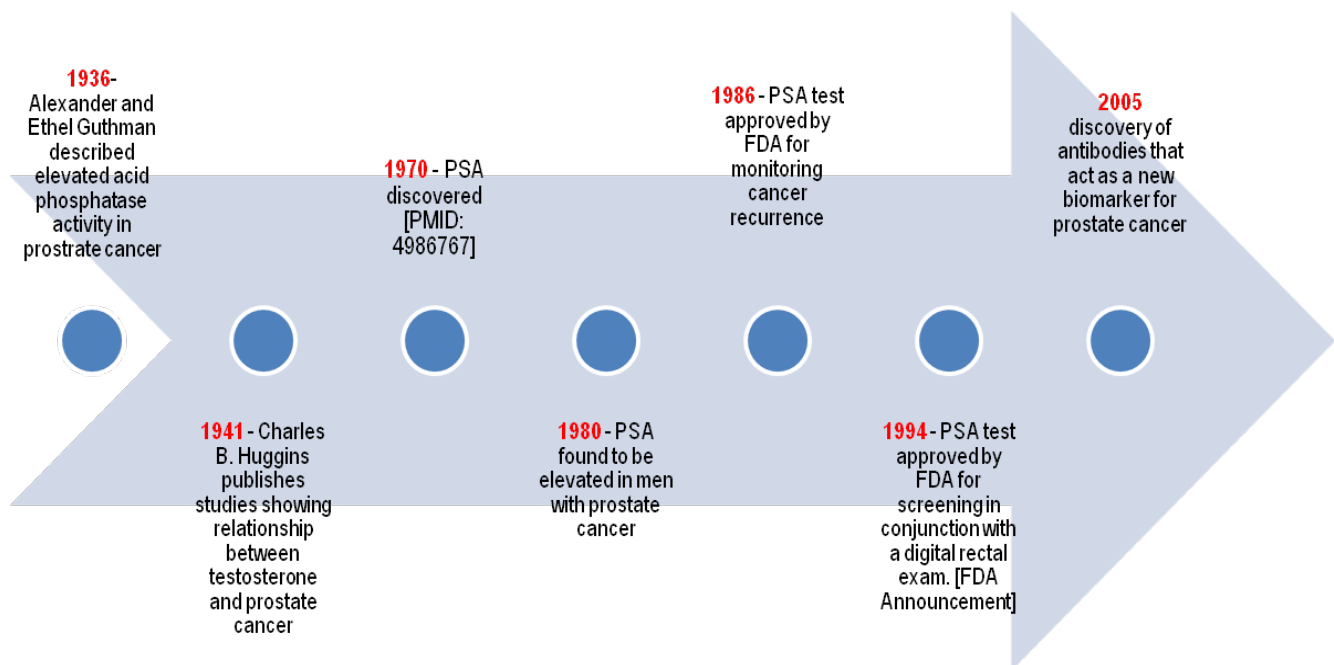 1936-
Alexander and
Ethel Guthman
described
elevated acid
phosphatase
activity in
prostrate cancer
1941 - Charles
B. Huggins
publishes
studies showing
relationship
between
testosterone
and prostate
cancer
1970 - PSA
discovered
[PMID:
4986767]
1980 - PSA
found to be
elevated in men
with prostate
cancer
1986 - PSA test
approved by
FDA for
monitoring
cancer
recurrence
1994 - PSA test
approved by
FDA for
screening in
conjunction with
a digital rectal
exam. [FDA
Announcement]
2005
discovery of
antibodies that
act as a new
biomarker for
prostate cancer